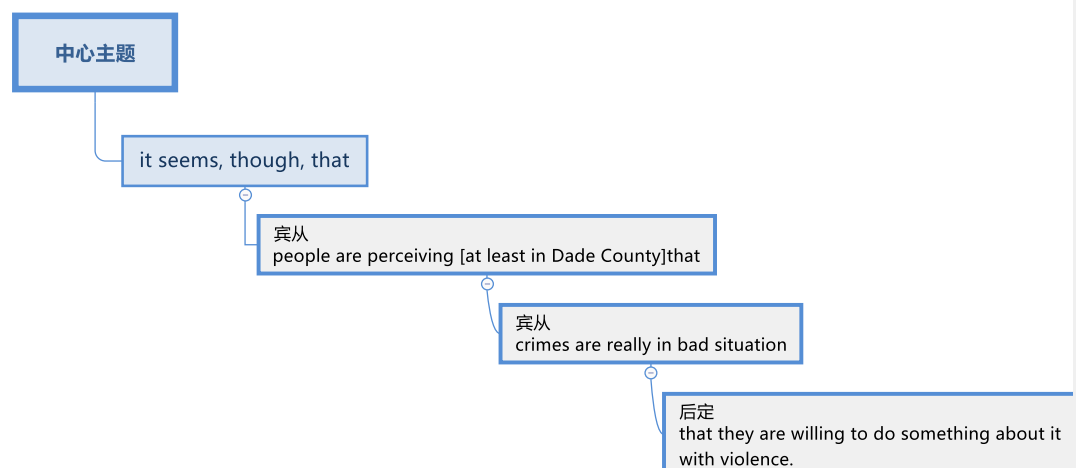 中心主题
it seems, though, that
宾从
people are perceiving [at least in Dade County]that
宾从
crimes are really in bad situation
后定
that they are willing to do something about it
with violence.